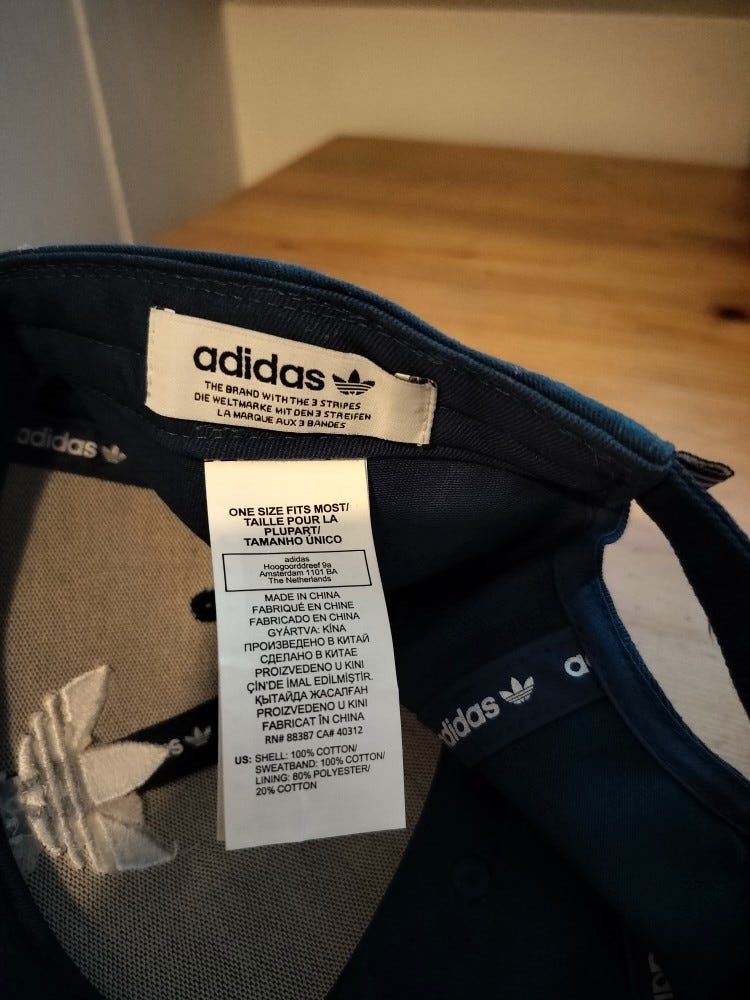 adidas
THE BRAND WITH THE 3 STRIPES
DIE WELTMARKE MIT DEN 3 STREIFEN
LA MARQUE AUX 3 BANDES
adidas
ONE SIZE FITS MOST/
TAILLE POUR LA
PLUPART/
TAMANHO ÚNICO
adidas
Hoogoorddreef 9a
Amsterdam 1101 BA
The Netherlands
MADE IN CHINA
FABRIQUÉ EN CHINE
FABRICADO EN CHINA
GYÁRTVA: KÍNA
ПРОИЗВЕДЕНО В КИТАЙ
СДЕЛАНО В КИТАЕ
PROIZVEDENO U KINI
ÇİN'DE İMAL EDİLMİŞTİR.
ҚЫТАЙДА ЖАСАЛҒАН
PROIZVEDENO U KINI
FABRICAT ÎN CHINA
RN# 88387 CA# 40312
US: SHELL: 100% COTTON/
SWEATBAND: 100% COTTON/
LINING: 80% POLYESTER/
20% COTTON
adidas